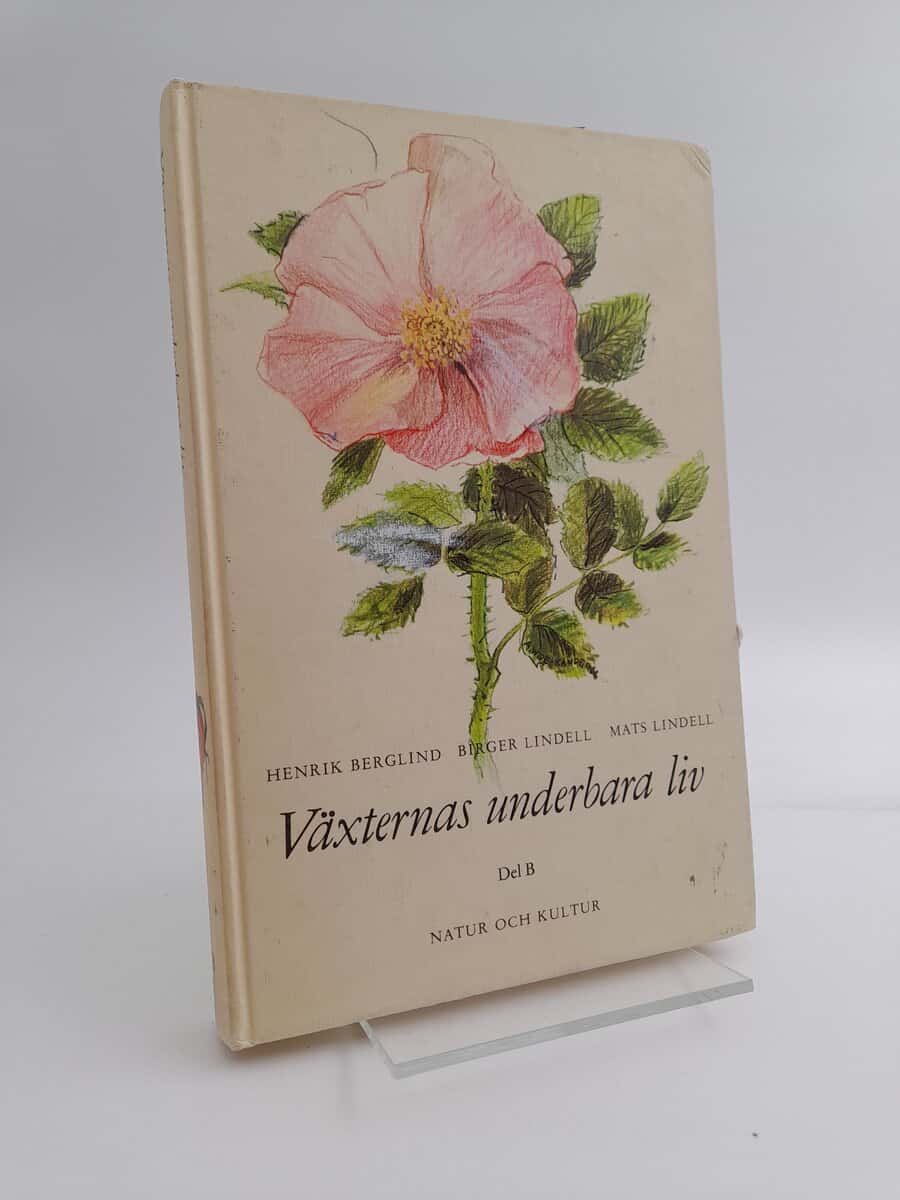 HENRIK BERGLIND BIRGER LINDELL MATS LINDELL
Växternas underbara liv
Del B
NATUR OCH KULTUR